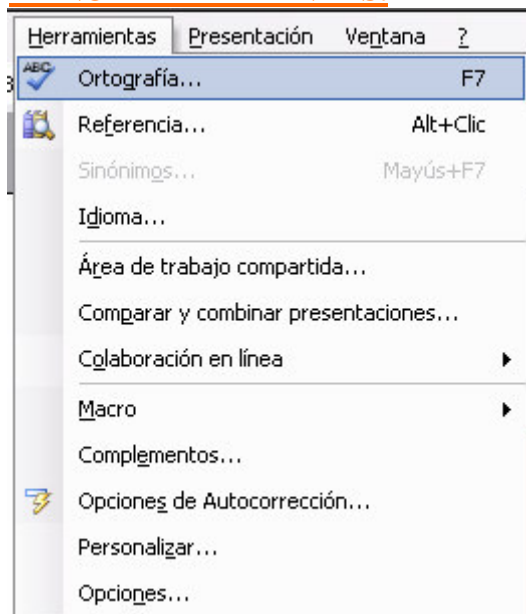 Herramientas Presentación Ventana ?
ABC Ortografía... F7
Referencia... Alt+Clic
Sinónimos... Mayús+F7
Idioma...
Área de trabajo compartida...
Comparar y combinar presentaciones...
Colaboración en línea
Macro
Complementos...
Opciones de Autocorrección...
Personalizar...
Opciones...